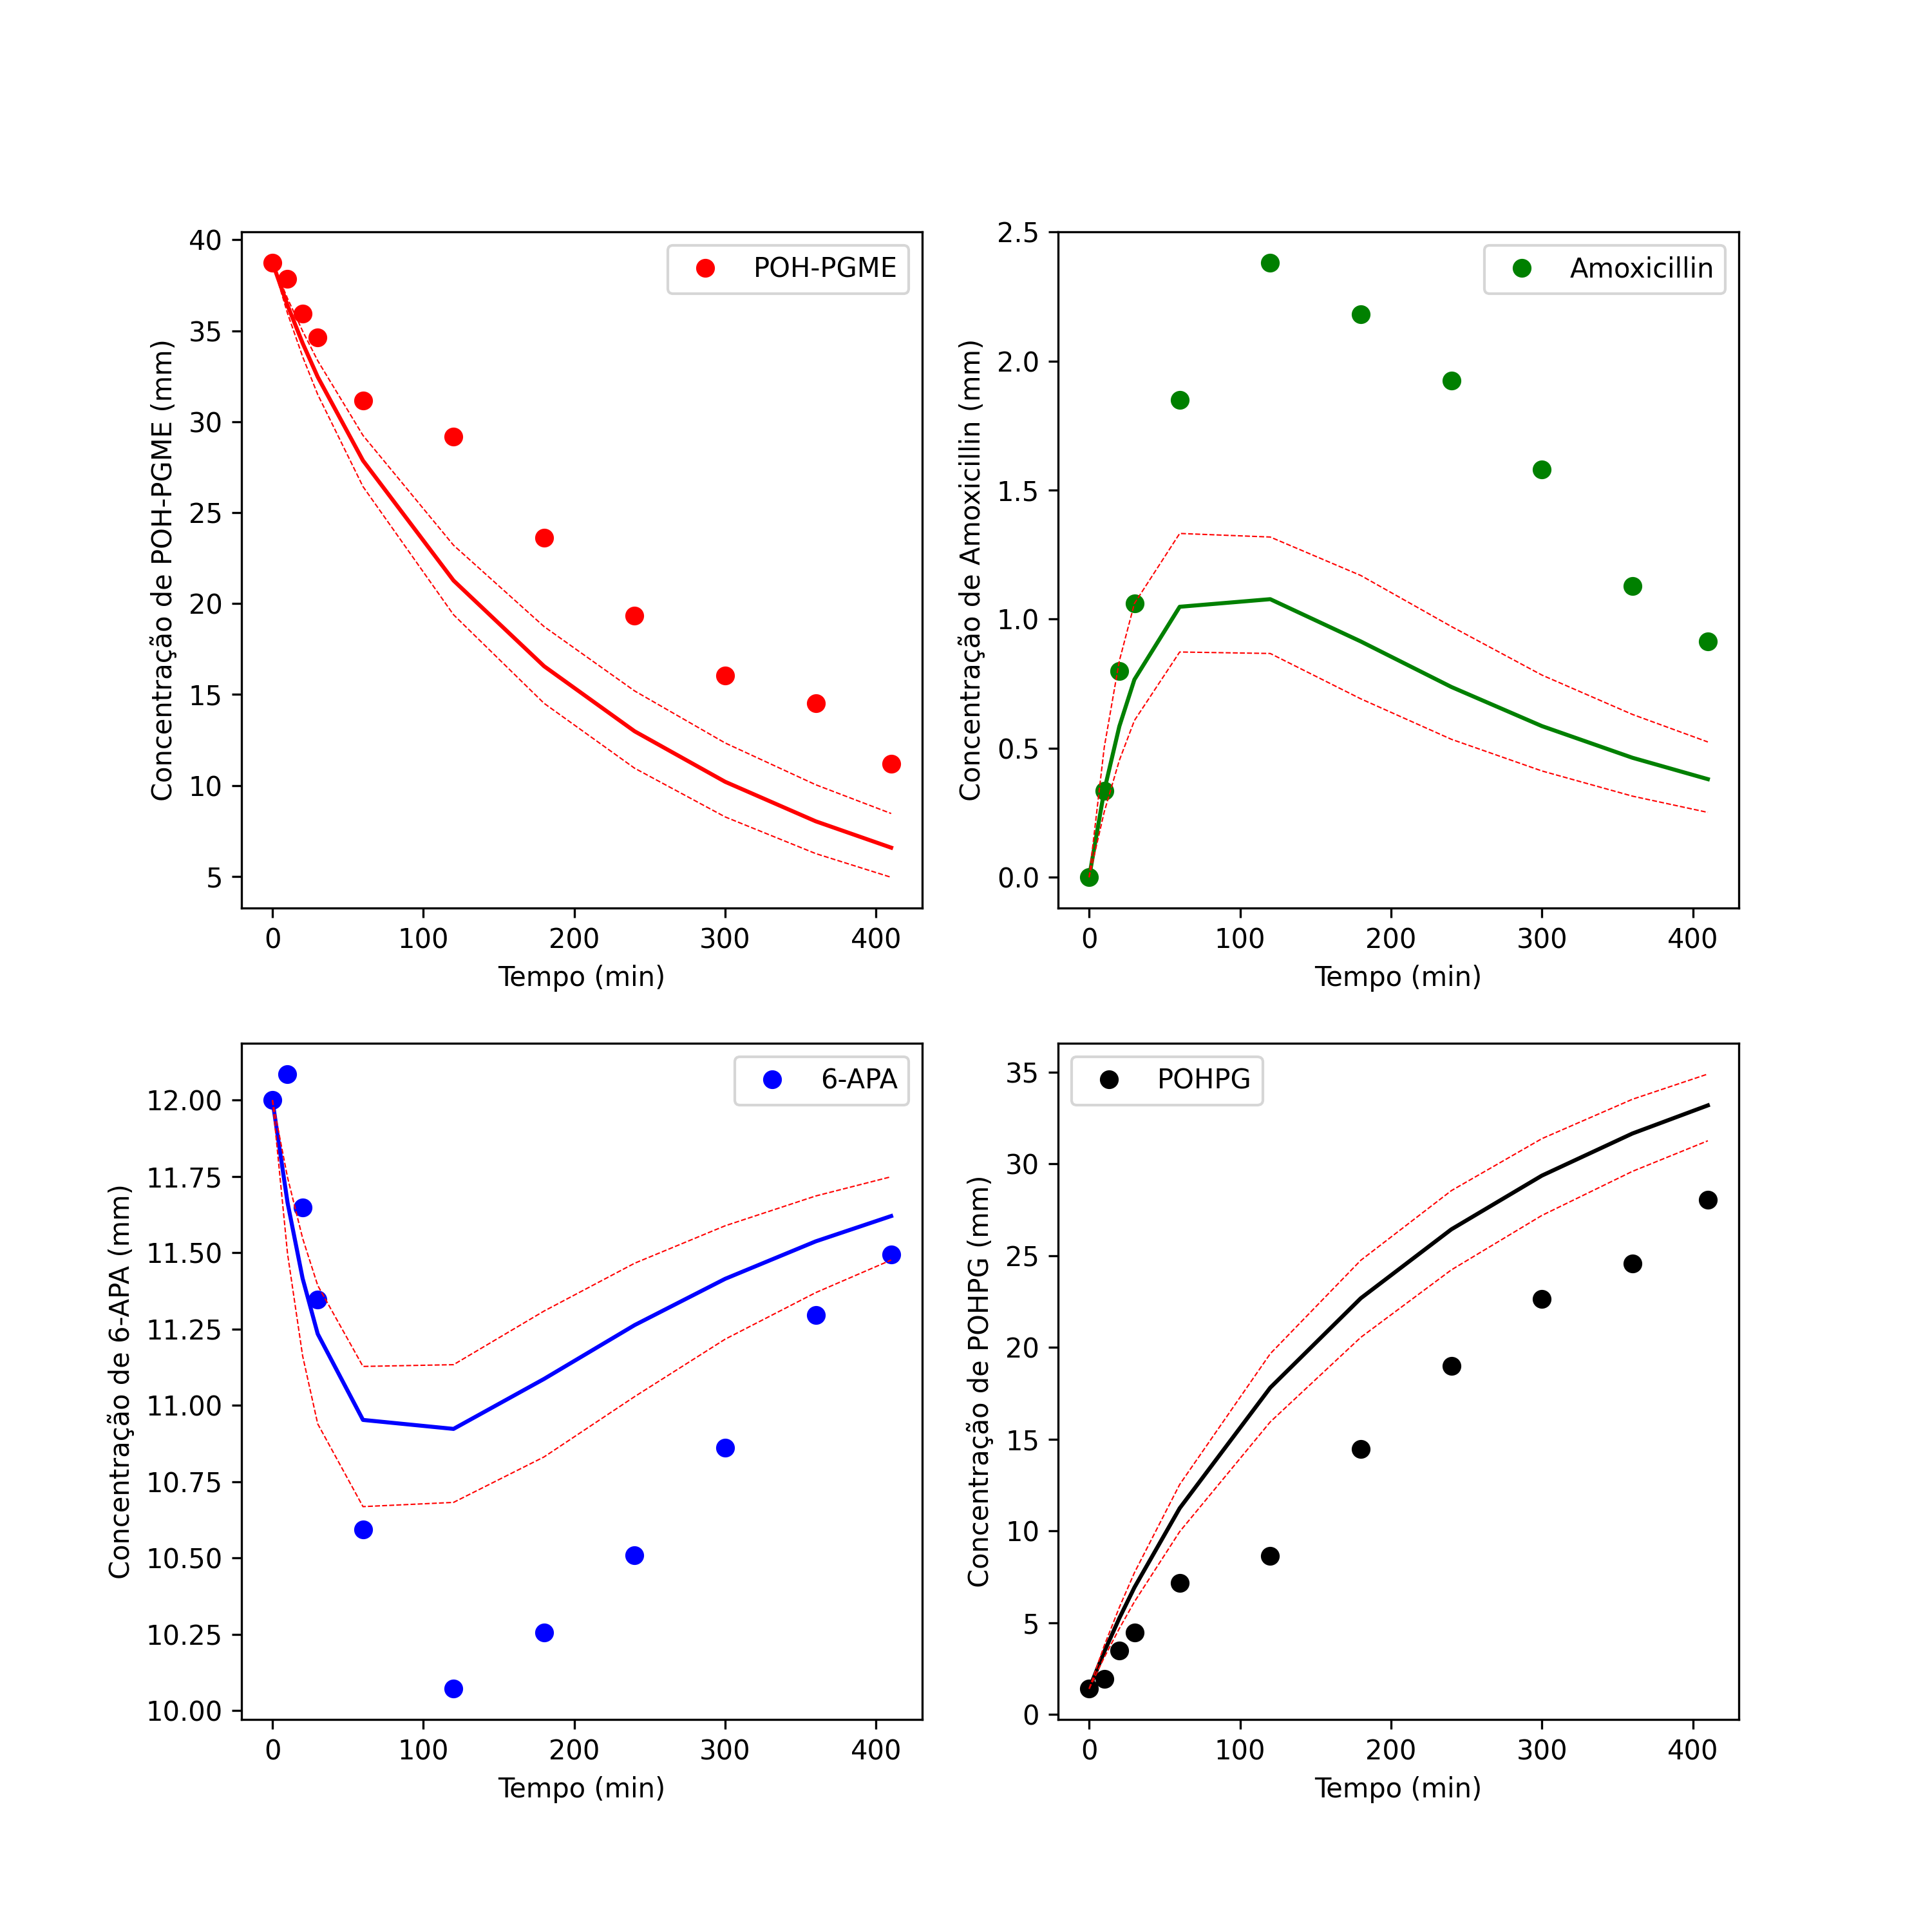 POH-PGME
Concentração de POH-PGME (mm)
40
35
30
25
20
15
10
5
0 100 200 300 400
Tempo (min)
Amoxicillin
Concentração de Amoxicillin (mm)
2.5
2.0
1.5
1.0
0.5
0.0
0 100 200 300 400
Tempo (min)
6-APA
Concentração de 6-APA (mm)
12.00
11.75
11.50
11.25
11.00
10.75
10.50
10.25
10.00
0 100 200 300 400
Tempo (min)
POHPG
Concentração de POHPG (mm)
35
30
25
20
15
10
5
0
0 100 200 300 400
Tempo (min)